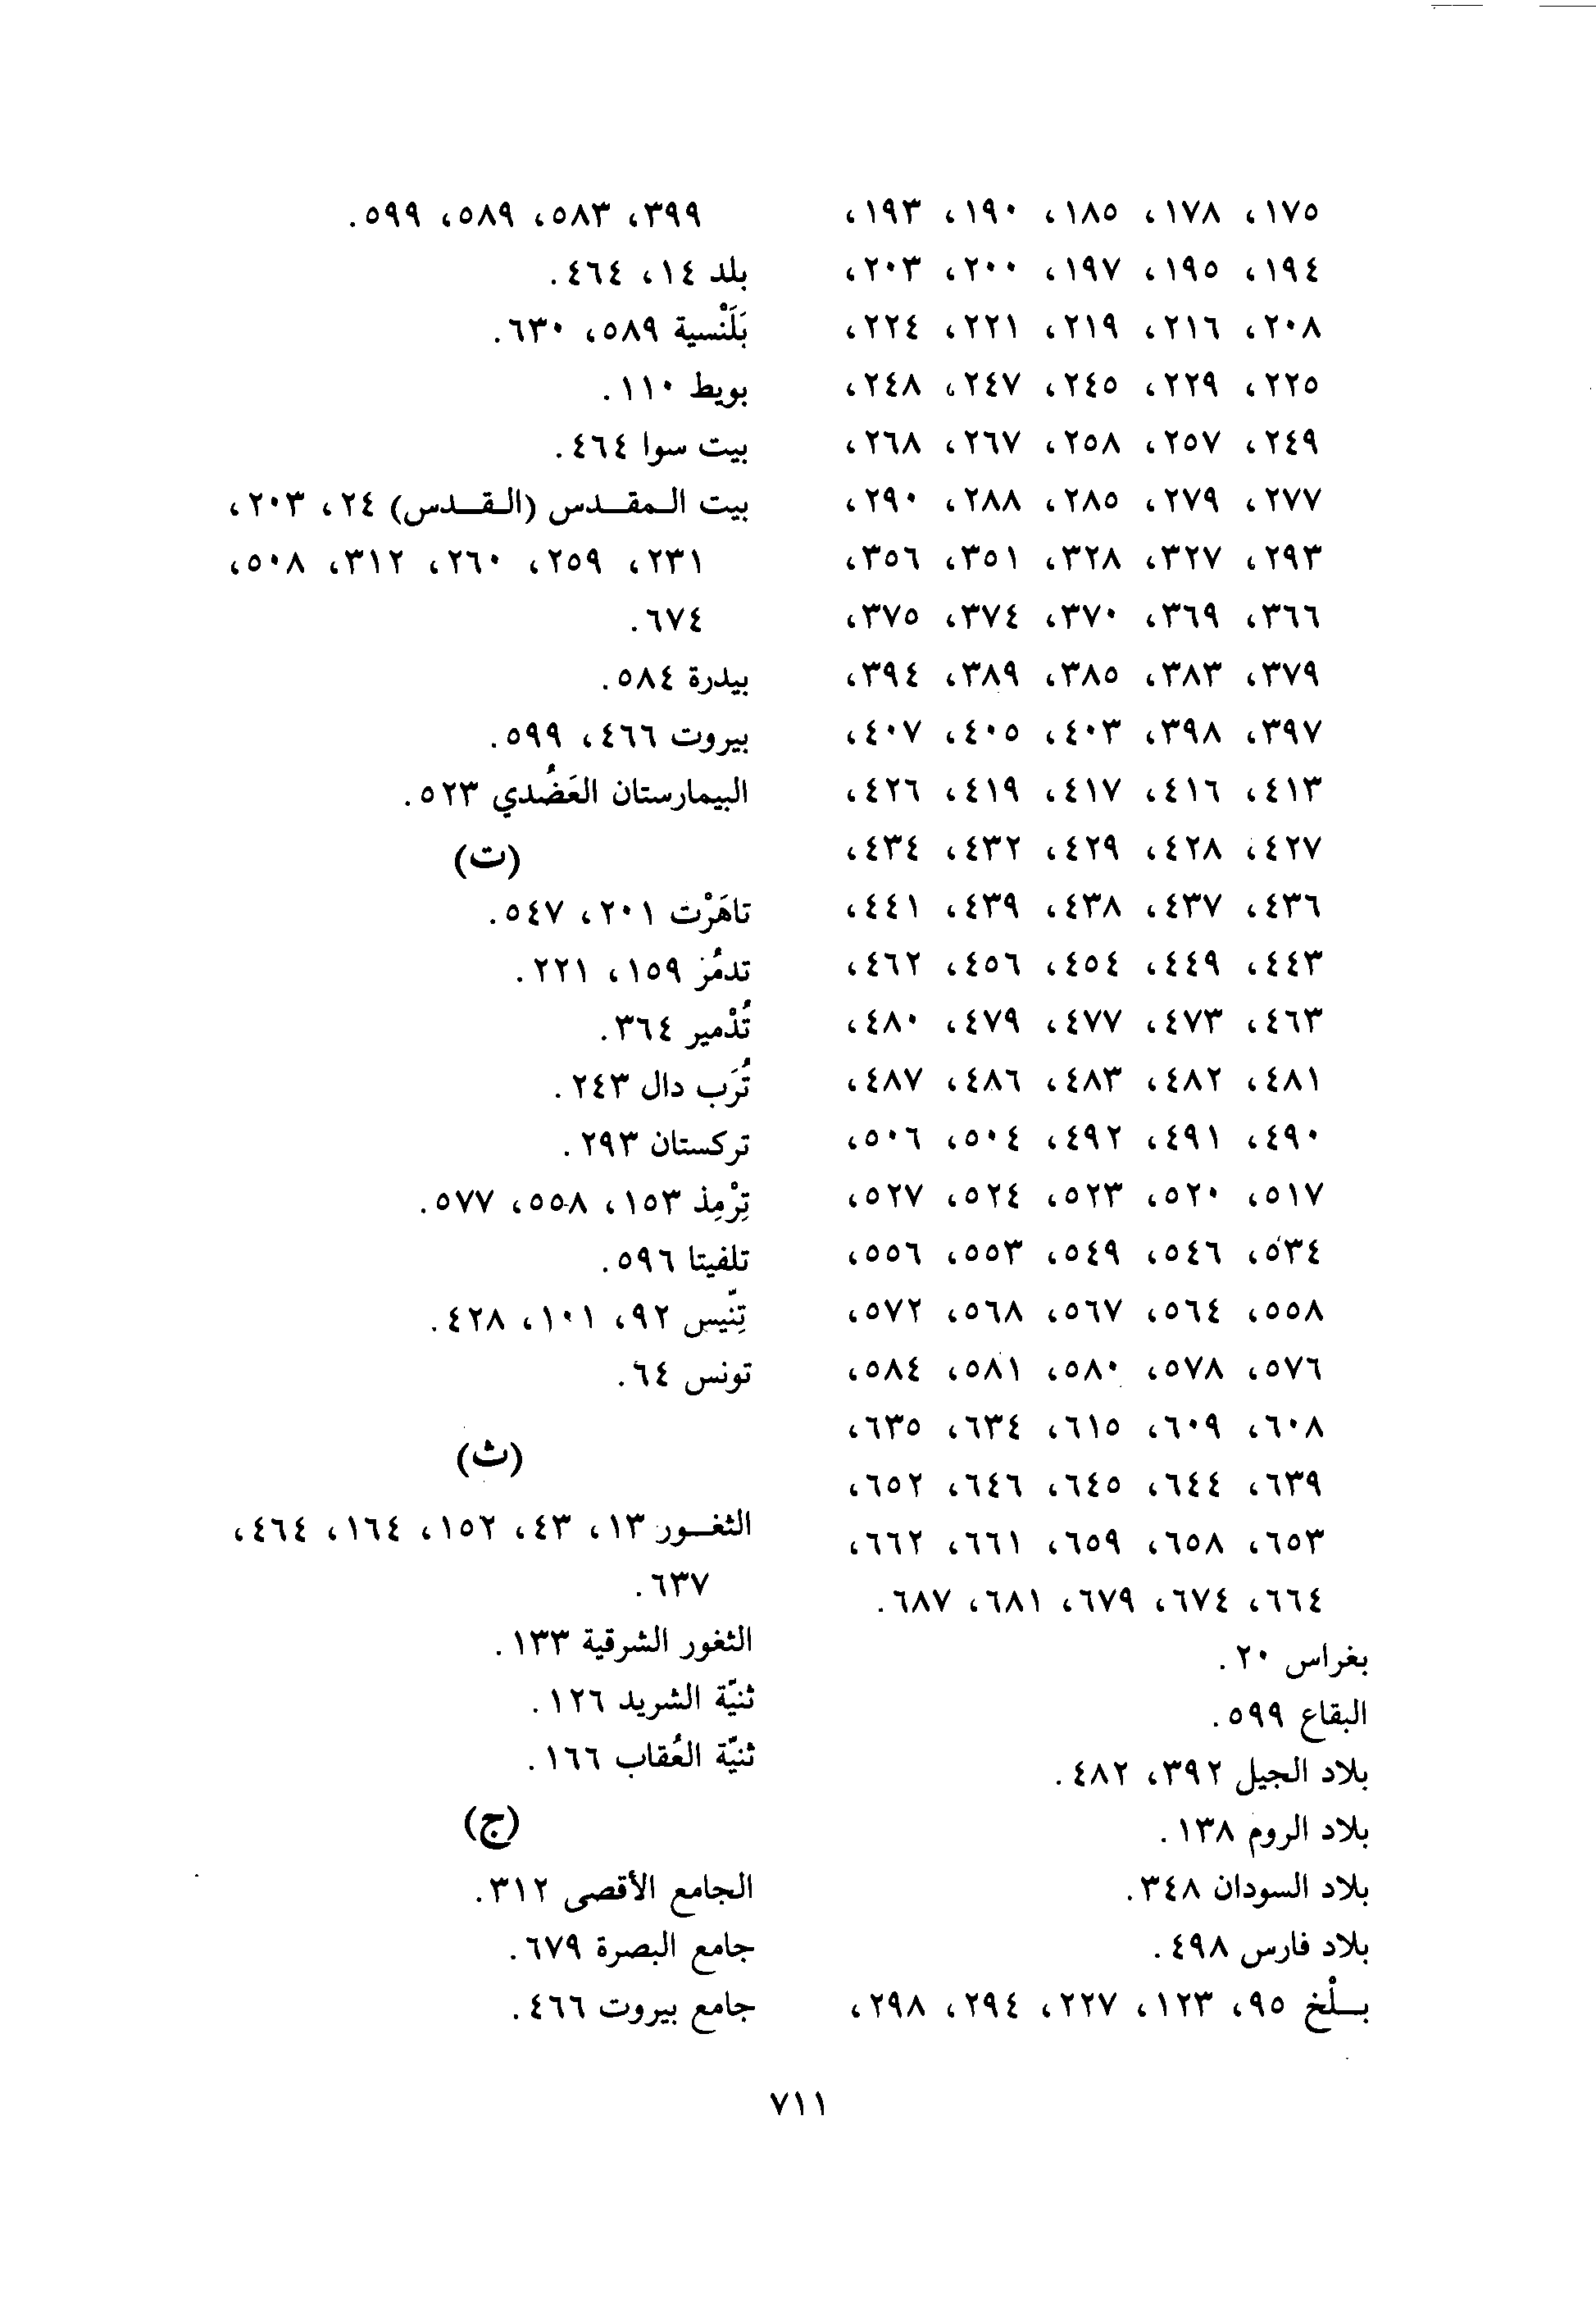 ١٧٥، ١٧٨، ١٨٥، ١٩٠، ١٩٣،
١٩٤، ١٩٥، ١٩٧، ٢٠٠، ٢٠٣،
٢٠٨، ٢١٦، ٢١٩، ٢٢١، ٢٢٤،
٢٢٥، ٢٢٩، ٢٤٥، ٢٤٧، ٢٤٨،
٢٤٩، ٢٥٧، ٢٥٨، ٢٦٧، ٢٦٨،
٢٧٧، ٢٧٩، ٢٨٥، ٢٨٨، ٢٩٠،
٢٩٣، ٣٢٧، ٣٢٨، ٣٥١، ٣٥٦،
٣٦٦، ٣٦٩، ٣٧٠، ٣٧٤، ٣٧٥،
٣٧٩، ٣٨٣، ٣٨٥، ٣٨٩، ٣٩٤،
٣٩٧، ٣٩٨، ٤٠٣، ٤٠٥، ٤٠٧،
٤١٣، ٤١٦، ٤١٧، ٤١٩، ٤٢٦،
٤٢٧، ٤٢٨، ٤٢٩، ٤٣٢، ٤٣٤،
٤٣٦، ٤٣٧، ٤٣٨، ٤٣٩، ٤٤١،
٤٤٣، ٤٤٩، ٤٥٤، ٤٥٦، ٤٦٢،
٤٦٣، ٤٧٣، ٤٧٧، ٤٧٩، ٤٨٠،
٤٨١، ٤٨٢، ٤٨٣، ٤٨٦، ٤٨٧،
٤٩٠، ٤٩١، ٤٩٢، ٥٠٤، ٥٠٦،
٥١٧، ٥٢٠، ٥٢٣، ٥٢٤، ٥٢٧،
٥٣٤، ٥٤٦، ٥٤٩، ٥٥٣، ٥٥٦،
٥٥٨، ٥٦٤، ٥٦٧، ٥٦٨، ٥٧٢،
٥٧٦، ٥٧٨، ٥٨٠، ٥٨١، ٥٨٤،
٦٠٨، ٦٠٩، ٦١٥، ٦٣٤، ٦٣٥،
٦٣٩، ٦٤٤، ٦٤٥، ٦٤٦، ٦٥٢،
٦٥٣، ٦٥٨، ٦٥٩، ٦٦١، ٦٦٢،
٦٦٤، ٦٧٤، ٦٧٩، ٦٨١، ٦٨٧.
بغراس ٢٠.
البقاع ٥٩٩.
بلاد الجيل ٣٩٢، ٤٨٢.
بلاد الروم ١٣٨.
بلاد السودان ٣٤٨.
بلاد فارس ٤٩٨.
بـلْخ ٩٥، ١٢٣، ٢٢٧، ٢٩٤، ٢٩٨،
٣٩٩، ٥٨٣، ٥٨٩، ٥٩٩.
بلد ١٤، ٤٦٤.
بَلَنْسية ٥٨٩، ٦٣٠.
بويط ١١٠.
بيت سوا ٤٦٤.
بيت الـمقـدس (الـقـدس) ٢٤، ٢٠٣،
٢٣١، ٢٥٩، ٢٦٠، ٣١٢، ٥٠٨،
٦٧٤.
بيدرة ٥٨٤.
بيروت ٤٦٦، ٥٩٩.
البيمارستان العَضُدي ٥٢٣.
(ت)
تاهَرْت ٢٠١، ٥٤٧.
تدمُز ١٥٩، ٢٢١.
تُدْمير ٣٦٤.
تُرَب دال ٢٤٣.
تركستان ٢٩٣.
تِرْمِذ ١٥٣، ٥٥٨، ٥٧٧.
تلفيتا ٥٩٦.
تِنّيس ٩٢، ١٠١، ٤٢٨.
تونس ٦٤.
(ث)
الثغـور ١٣، ٤٣، ١٥٢، ١٦٤، ٤٦٤،
٦٣٧.
الثغور الشرقية ١٣٣.
ثنيّة الشريد ١٢٦.
ثنيّة العُقاب ١٦٦.
(ج)
الجامع الأقصى ٣١٢.
جامع البصرة ٦٧٩.
جامع بيروت ٤٦٦.
٧١١